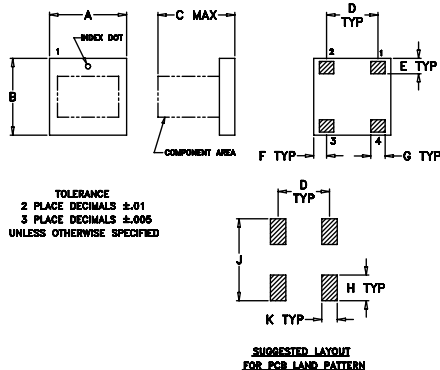 A
C MAX
D
TYP
1
INDEX DOT
2
1
E TYP
B
COMPONENT AREA
3
4
F TYP
G TYP
TOLERANCE
2 PLACE DECIMALS ±.01
3 PLACE DECIMALS ±.005
UNLESS OTHERWISE SPECIFIED
D
TYP
J
H TYP
K TYP
SUGGESTED LAYOUT
FOR PCB LAND PATTERN